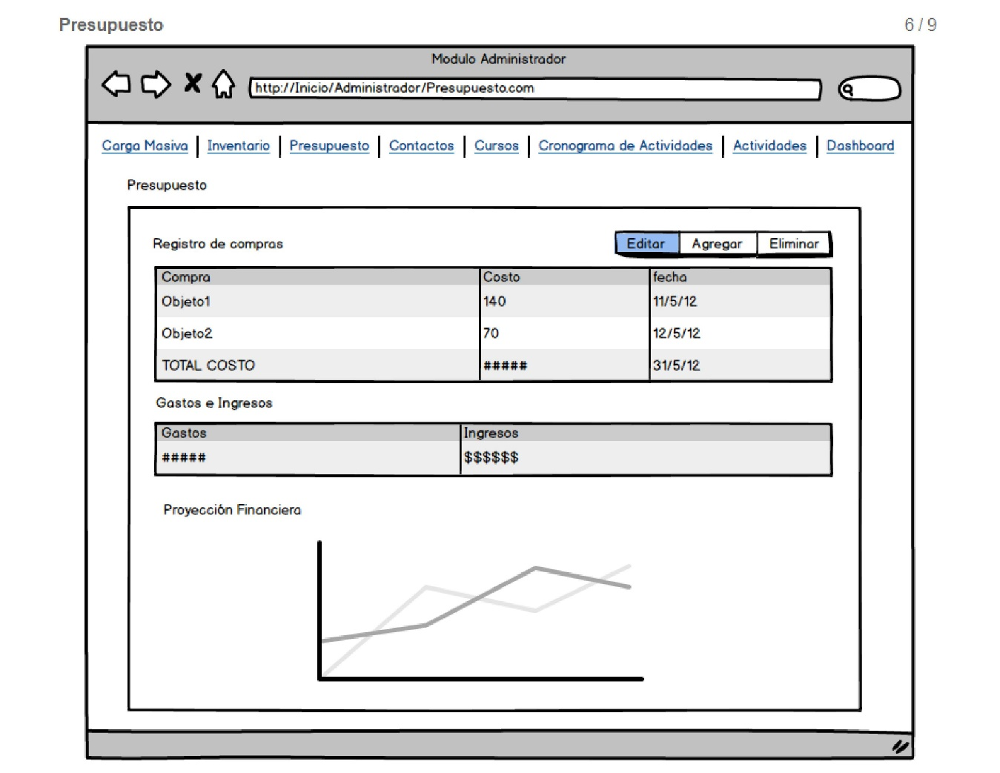 Presupuesto 6 / 9
Modulo Administrador
http://Inicio/Administrador/Presupuesto.com
Carga Masiva Inventario Presupuesto Contactos Cursos Cronograma de Actividades Actividades Dashboard
Presupuesto
Registro de compras Editar Agregar Eliminar
Compra Costo fecha
Objeto1 140 11/5/12
Objeto2 70 12/5/12
TOTAL COSTO ##### 31/5/12
Gastos e Ingresos
Gastos Ingresos
##### $$$$$$
Proyección Financiera